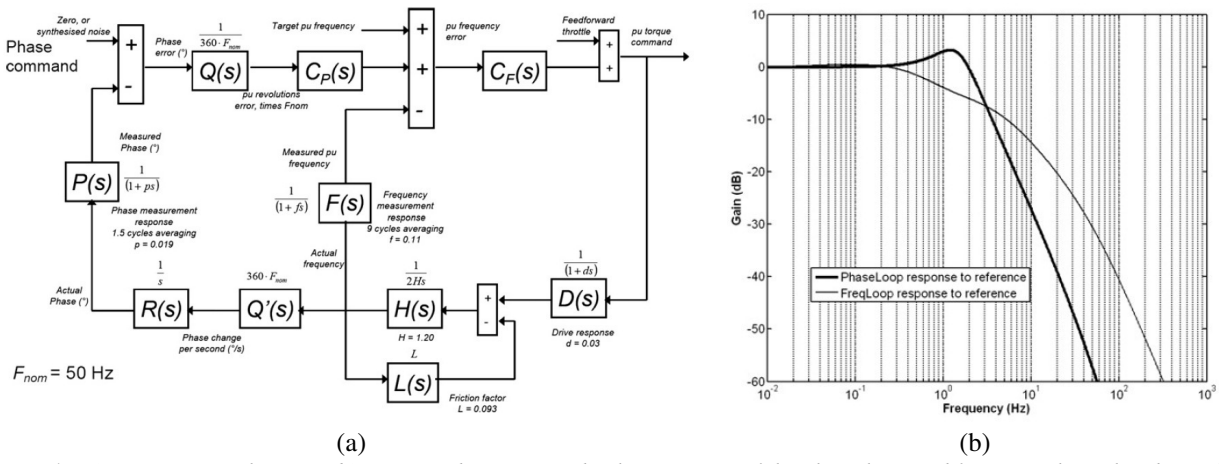 Zero, or
synthesised noise
Phase
command
+
-
Phase
error (°)
1
360·F_nom
Q(s)
pu revolutions
error, times Fnom
C_P(s)
Target pu frequency
+
+
-
pu frequency
error
C_F(s)
Feedforward
throttle
+
+
pu torque
command
Measured
Phase (°)
P(s)
1
(1+ps)
Phase measurement
response
1.5 cycles averaging
p = 0.019
Measured pu
frequency
1
(1+fs)
F(s)
Frequency
measurement
response
9 cycles averaging
f = 0.11
Actual
frequency
Actual
Phase (°)
1
s
R(s)
Phase change
per second (°/s)
360·F_nom
Q'(s)
1
2Hs
H(s)
H = 1.20
+
-
1
(1+ds)
D(s)
Drive response
d = 0.03
L
L(s)
Friction factor
L = 0.093
F_nom = 50 Hz
(a)
10
0
-10
-20
-30
-40
-50
-60
Gain (dB)
PhaseLoop response to reference
FreqLoop response to reference
10^-2
10^-1
10^0
10^1
10^2
10^3
Frequency (Hz)
(b)